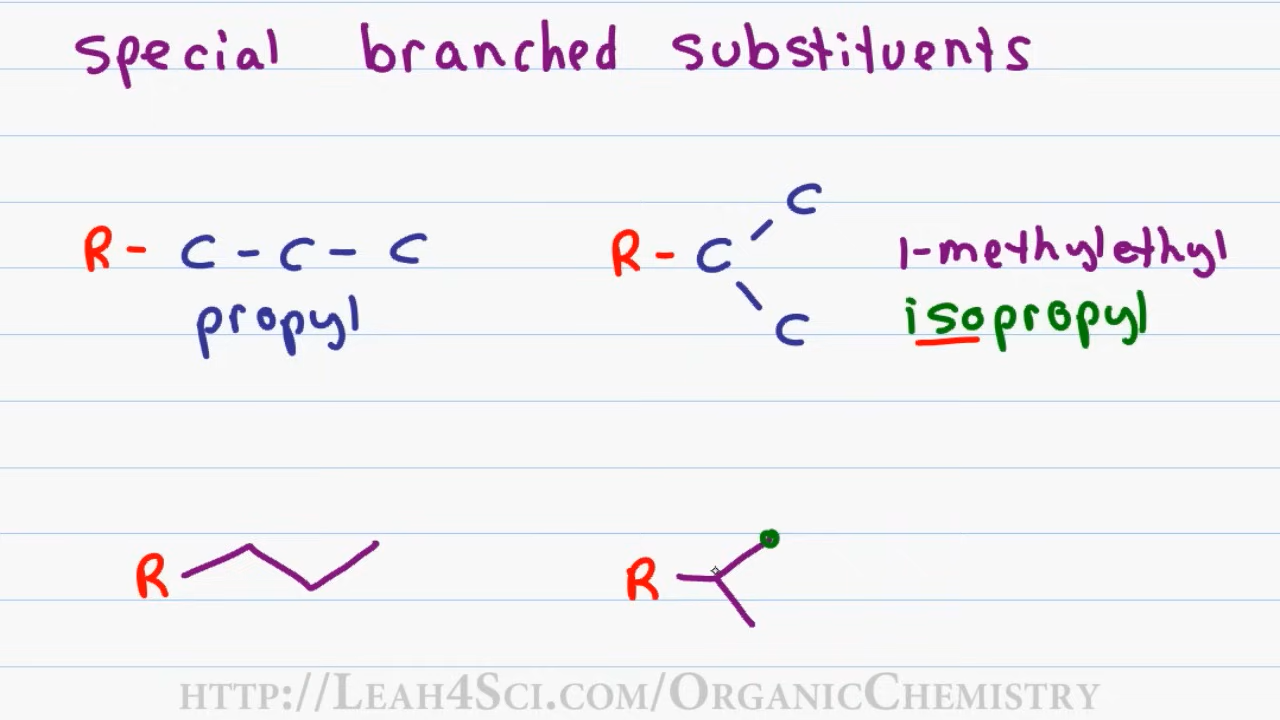 special branched substituents
R - C - C - C
R - C C C
1-methylethyl
propyl
isopropyl
R
R
HTTP://LEAH4SCI.COM/ORGANICCHEMISTRY